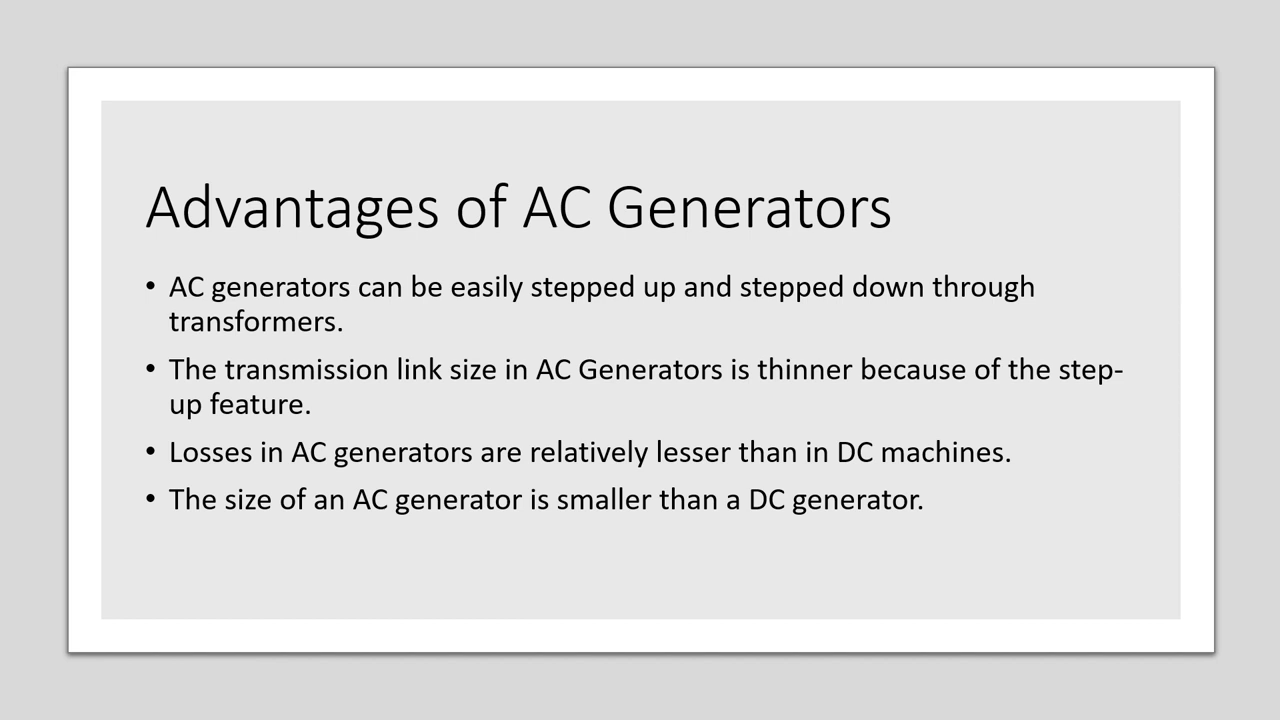 Advantages of AC Generators
• AC generators can be easily stepped up and stepped down through
transformers.
• The transmission link size in AC Generators is thinner because of the step-
up feature.
• Losses in AC generators are relatively lesser than in DC machines.
• The size of an AC generator is smaller than a DC generator.